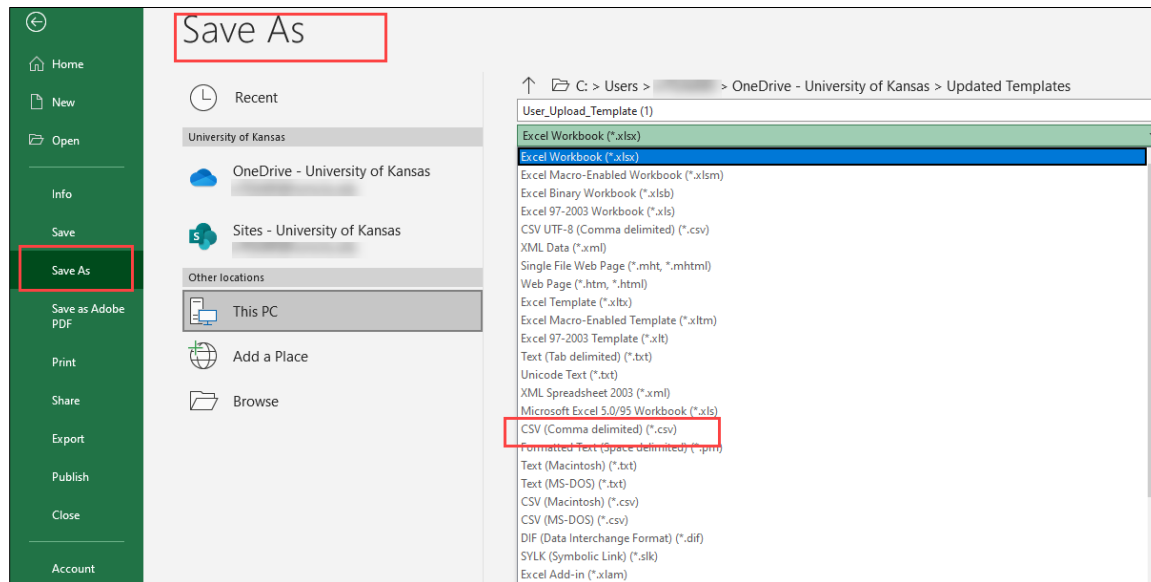 Save As
Home
New
Open
Info
Save
Save As
Save as Adobe
PDF
Print
Share
Export
Publish
Close
Account
Recent
University of Kansas
OneDrive - University of Kansas
Sites - University of Kansas
Other locations
This PC
Add a Place
Browse
C: > Users > > OneDrive - University of Kansas > Updated Templates
User_Upload_Template (1)
Excel Workbook (*.xlsx)
Excel Workbook (*.xlsx)
Excel Macro-Enabled Workbook (*.xlsm)
Excel Binary Workbook (*.xlsb)
Excel 97-2003 Workbook (*.xls)
CSV UTF-8 (Comma delimited) (*.csv)
XML Data (*.xml)
Single File Web Page (*.mht, *.mhtml)
Web Page (*.htm, *.html)
Excel Template (*.xltx)
Excel Macro-Enabled Template (*.xltm)
Excel 97-2003 Template (*.xlt)
Text (Tab delimited) (*.txt)
Unicode Text (*.txt)
XML Spreadsheet 2003 (*.xml)
Microsoft Excel 5.0/95 Workbook (*.xls)
CSV (Comma delimited) (*.csv)
Formatted Text (Space delimited) (*.prn)
Text (Macintosh) (*.txt)
Text (MS-DOS) (*.txt)
CSV (Macintosh) (*.csv)
CSV (MS-DOS) (*.csv)
DIF (Data Interchange Format) (*.dif)
SYLK (Symbolic Link) (*.slk)
Excel Add-in (*.xlam)